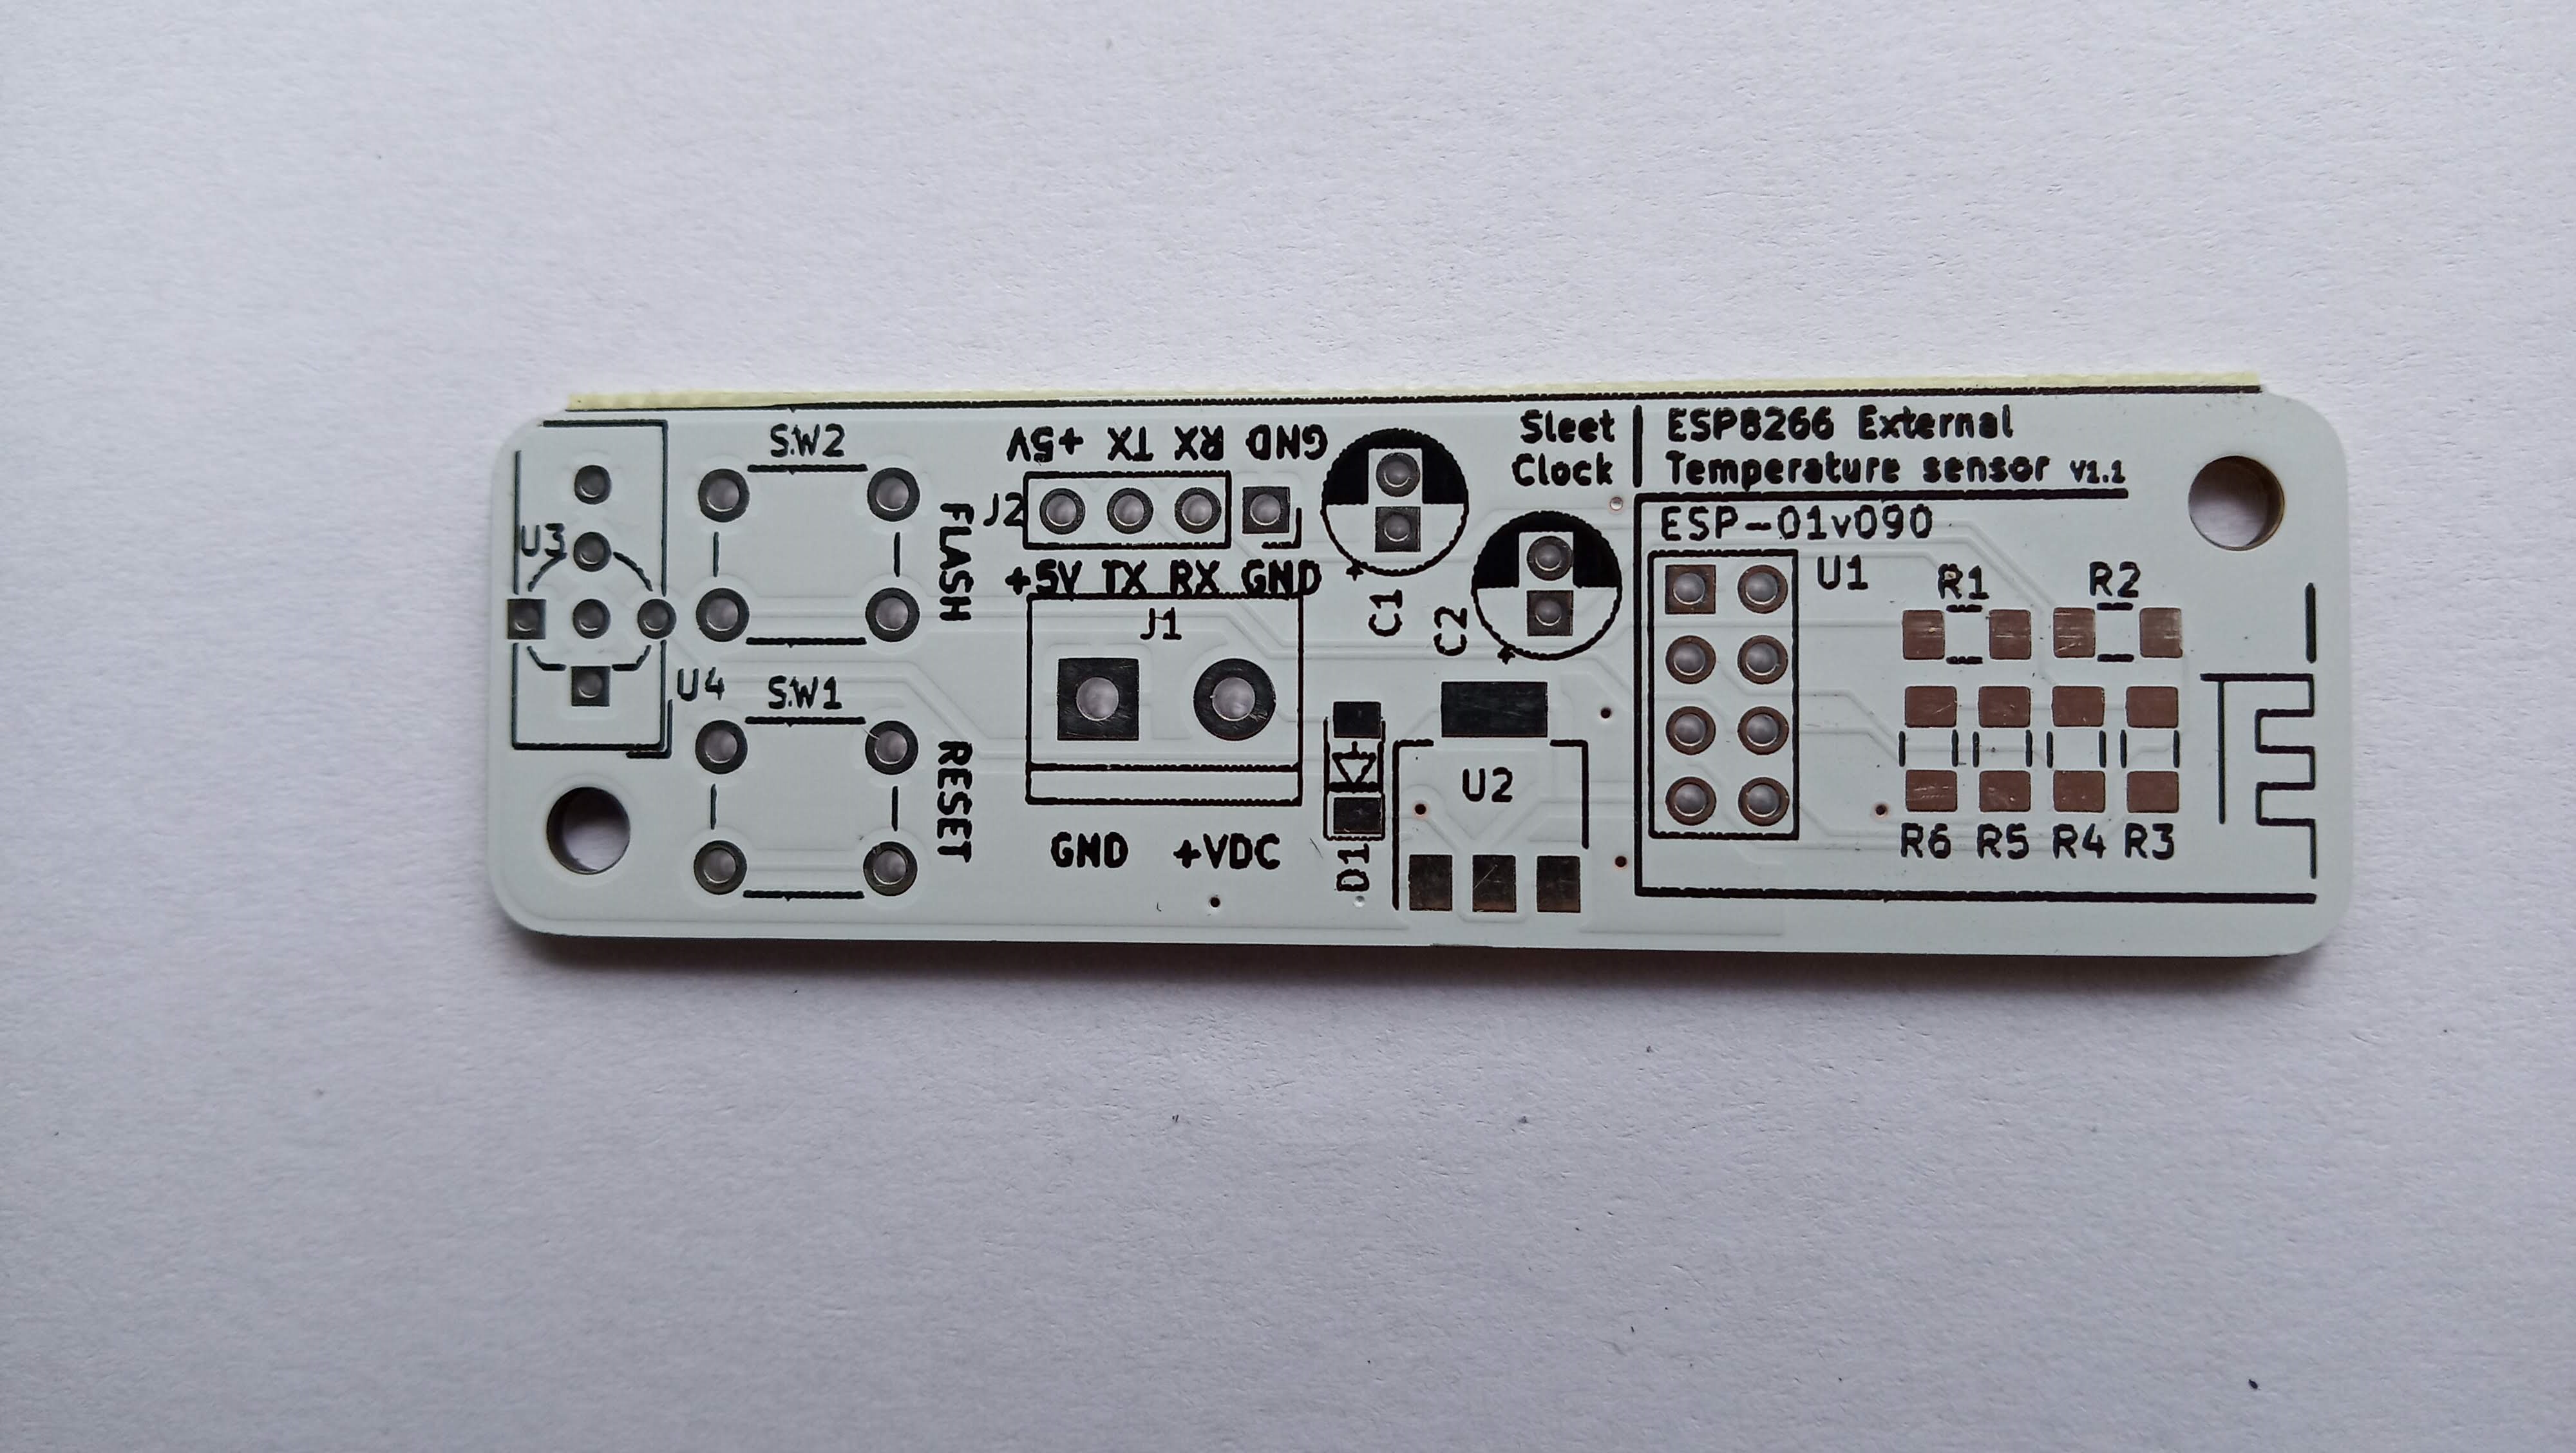 SW2
+5V TX RX GND
Sleet
Clock
ESP8266 External
Temperature sensor v1.1
J2
FLASH
U3
ESP-01v090
+5V TX RX GND
U1
R1
R2
J1
C1
C2
U4
SW1
RESET
U2
GND +VDC
D1
R6 R5 R4 R3